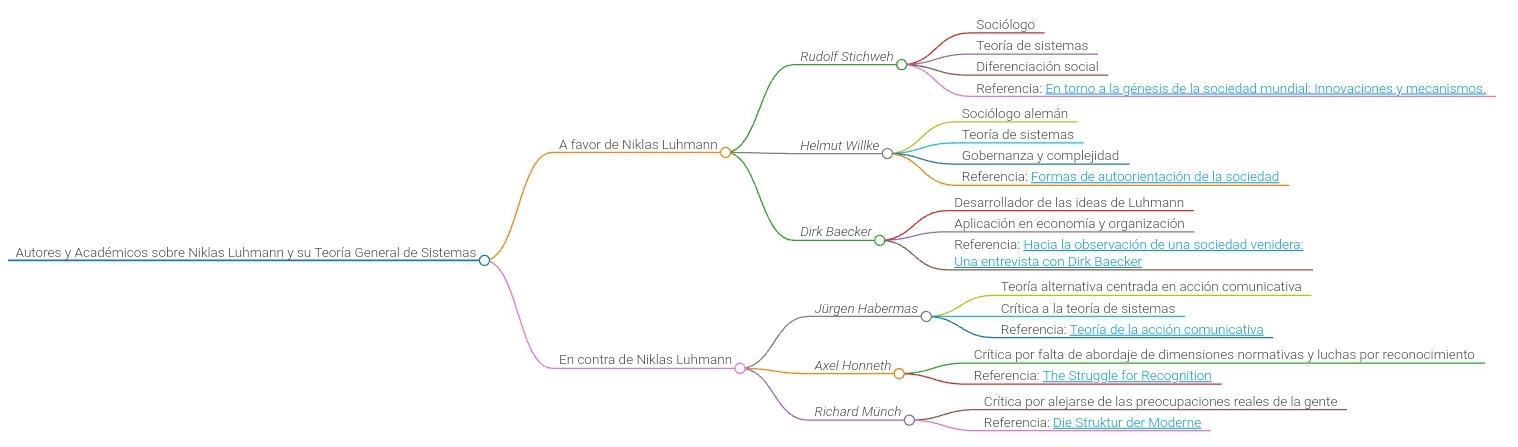 Autores y Académicos sobre Niklas Luhmann y su Teoría General de Sistemas
A favor de Niklas Luhmann
Rudolf Stichweh
Sociólogo
Teoría de sistemas
Diferenciación social
Referencia: En torno a la génesis de la sociedad mundial: Innovaciones y mecanismos.
Helmut Willke
Sociólogo alemán
Teoría de sistemas
Gobernanza y complejidad
Referencia: Formas de autoorientación de la sociedad
Dirk Baecker
Desarrollador de las ideas de Luhmann
Aplicación en economía y organización
Referencia: Hacia la observación de una sociedad venidera:
Una entrevista con Dirk Baecker
En contra de Niklas Luhmann
Jürgen Habermas
Teoría alternativa centrada en acción comunicativa
Crítica a la teoría de sistemas
Referencia: Teoría de la acción comunicativa
Axel Honneth
Crítica por falta de abordaje de dimensiones normativas y luchas por reconocimiento
Referencia: The Struggle for Recognition
Richard Münch
Crítica por alejarse de las preocupaciones reales de la gente
Referencia: Die Struktur der Moderne